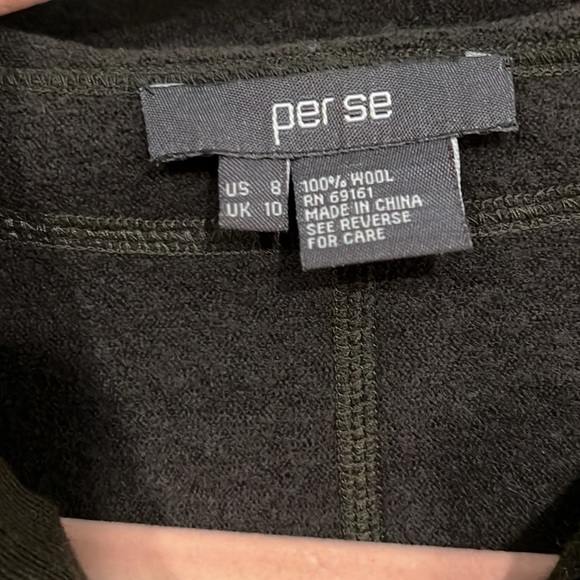 per se
US 8
UK 10
100% WOOL
RN 69161
MADE IN CHINA
SEE REVERSE
FOR CARE